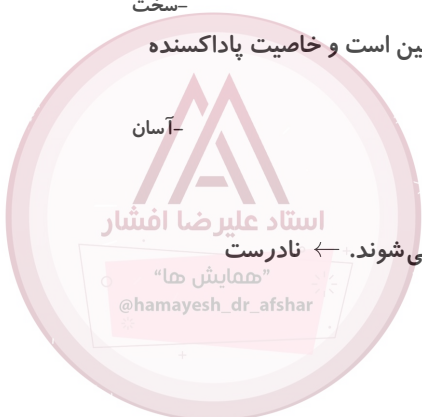 -سخت
ین است و خاصیت پاداکسنده
-آسان
استاد علیرضا افشار
ی‌شوند. ← نادرست
"همایش ها"
@hamayesh_dr_afshar